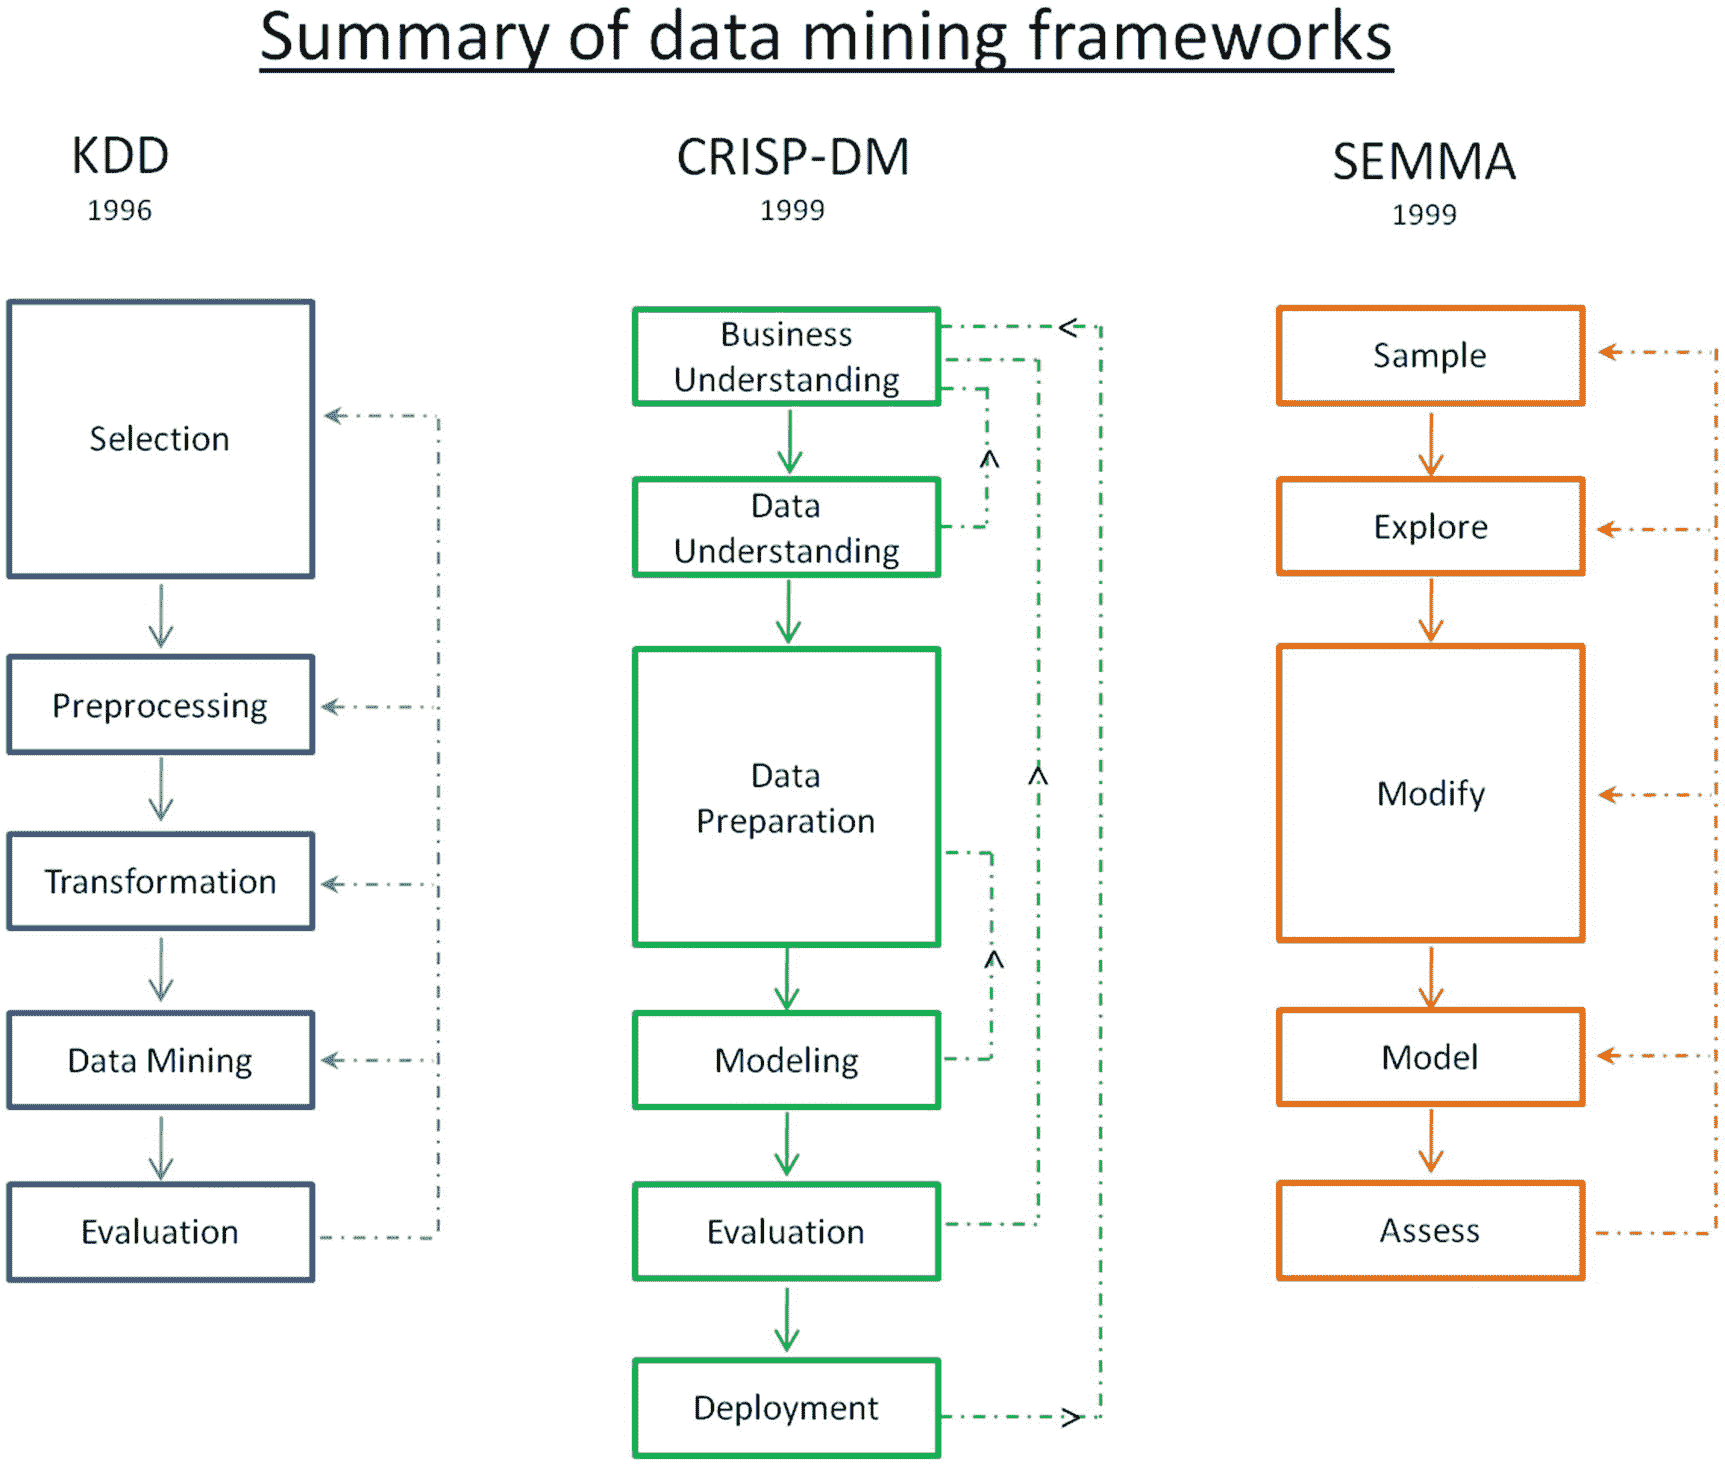 Summary of data mining frameworks
KDD
1996
Selection
Preprocessing
Transformation
Data Mining
Evaluation
CRISP-DM
1999
Business
Understanding
Data
Understanding
Data
Preparation
Modeling
Evaluation
Deployment
SEMMA
1999
Sample
Explore
Modify
Model
Assess